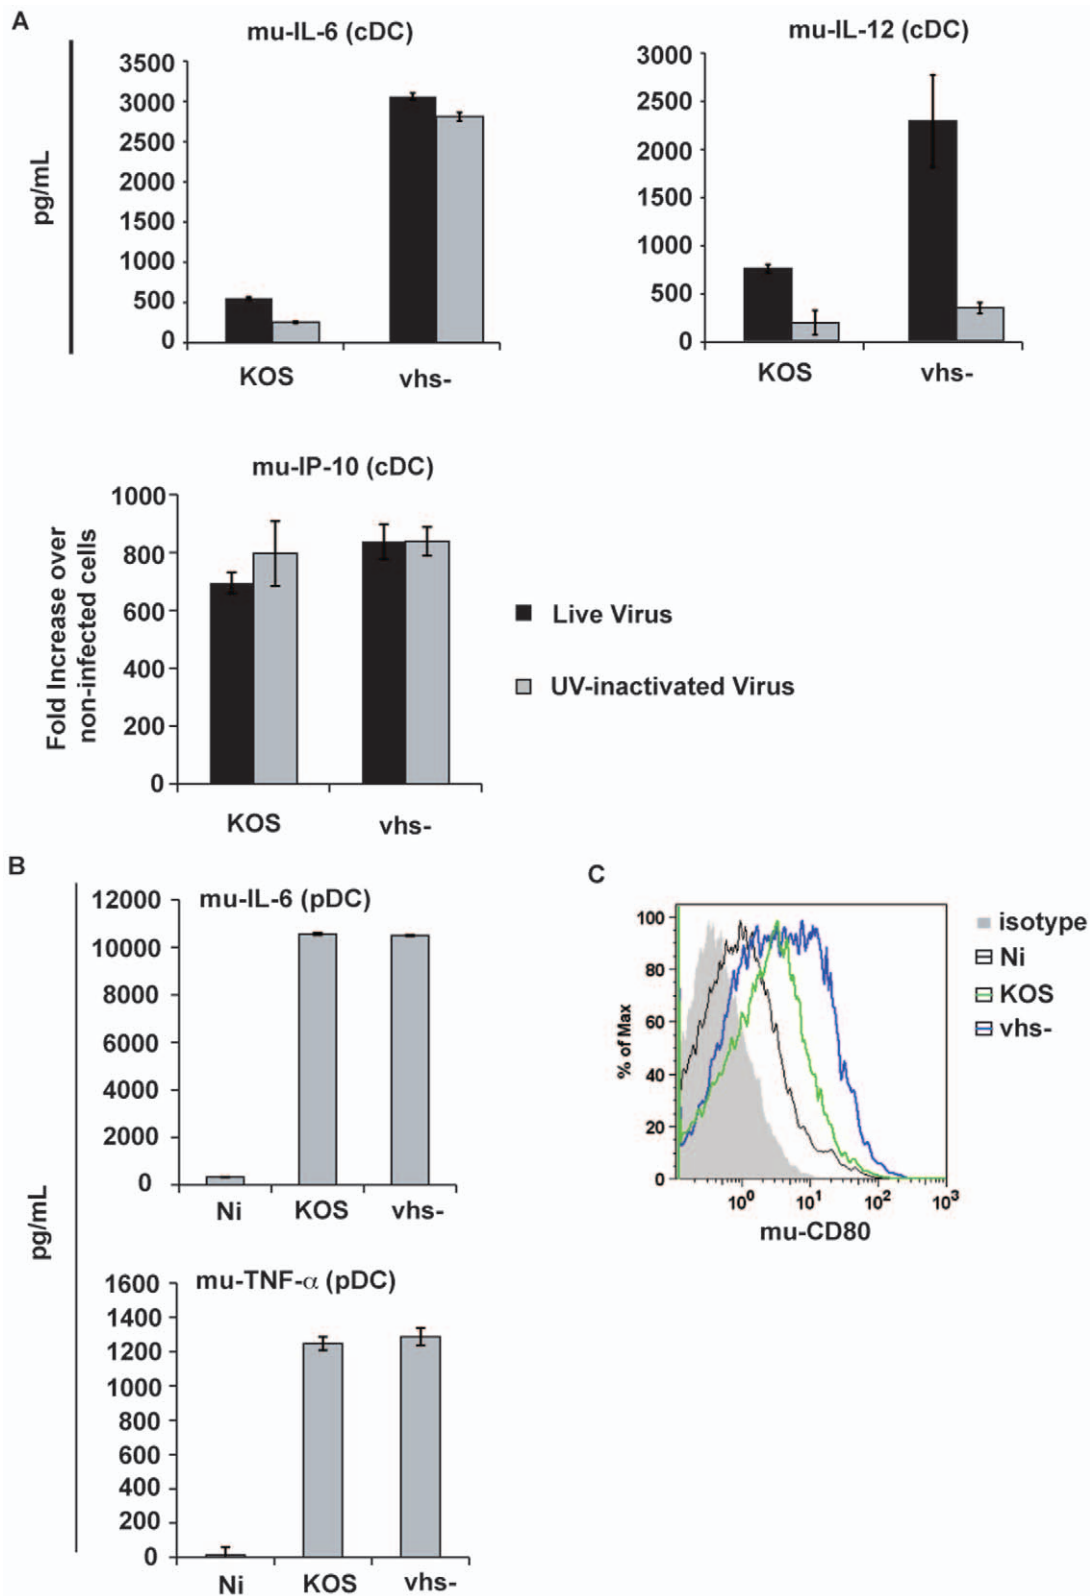 A
mu-IL-6 (cDC)
pg/mL
3500
3000
2500
2000
1500
1000
500
0
KOS vhs-
mu-IL-12 (cDC)
3000
2500
2000
1500
1000
500
0
KOS vhs-
mu-IP-10 (cDC)
Fold Increase over
non-infected cells
1000
800
600
400
200
0
KOS vhs-
Live Virus
UV-inactivated Virus
B
mu-IL-6 (pDC)
pg/mL
12000
10000
8000
6000
4000
2000
0
Ni KOS vhs-
mu-TNF-α (pDC)
1600
1400
1200
1000
800
600
400
200
0
Ni KOS vhs-
C
% of Max
100
80
60
40
20
0
10⁰ 10¹ 10² 10³
mu-CD80
isotype
Ni
KOS
vhs-